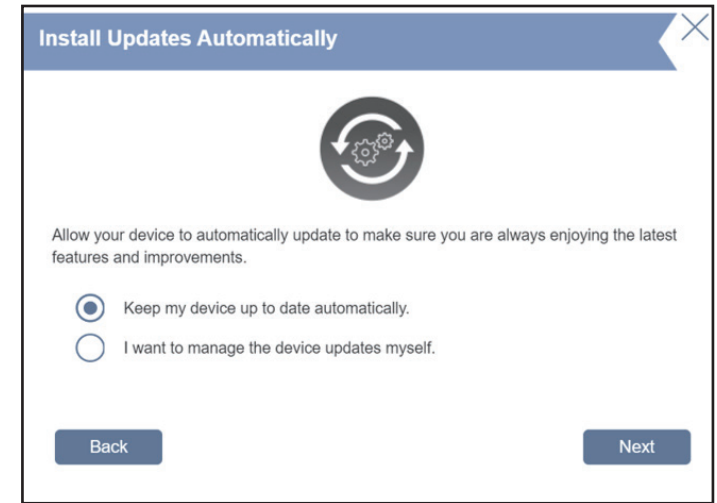 Install Updates Automatically
Allow your device to automatically update to make sure you are always enjoying the latest
features and improvements.
Keep my device up to date automatically.
I want to manage the device updates myself.
Back
Next